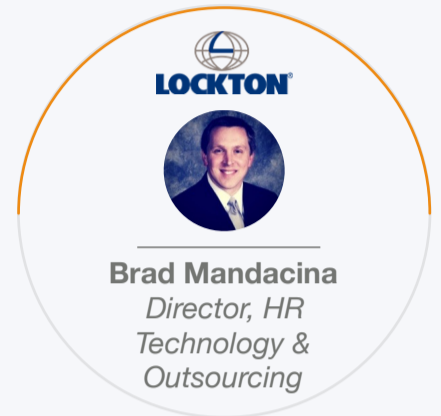 LOCKTON®
Brad Mandacina
Director, HR
Technology &
Outsourcing